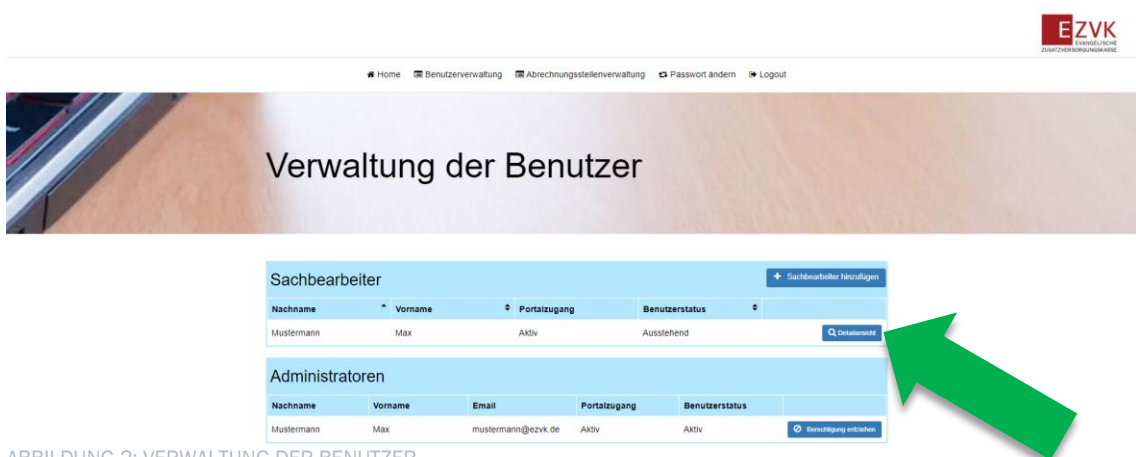 EZVK
EVANGELISCHE
ZUSATZVERSORGUNGSKASSE
Home Benutzerverwaltung Abrechnungsstellenverwaltung Passwort ändern Logout
Verwaltung der Benutzer
Sachbearbeiter
+ Sachbearbeiter hinzufügen
Nachname Vorname Portalzugang Benutzerstatus
Mustermann Max Aktiv Ausstehend Detailansicht
Administratoren
Nachname Vorname Email Portalzugang Benutzerstatus
Mustermann Max mustermann@ezvk.de Aktiv Aktiv Berechtigung entziehen
ABBILDUNG 2: VERWALTUNG DER BENUTZER